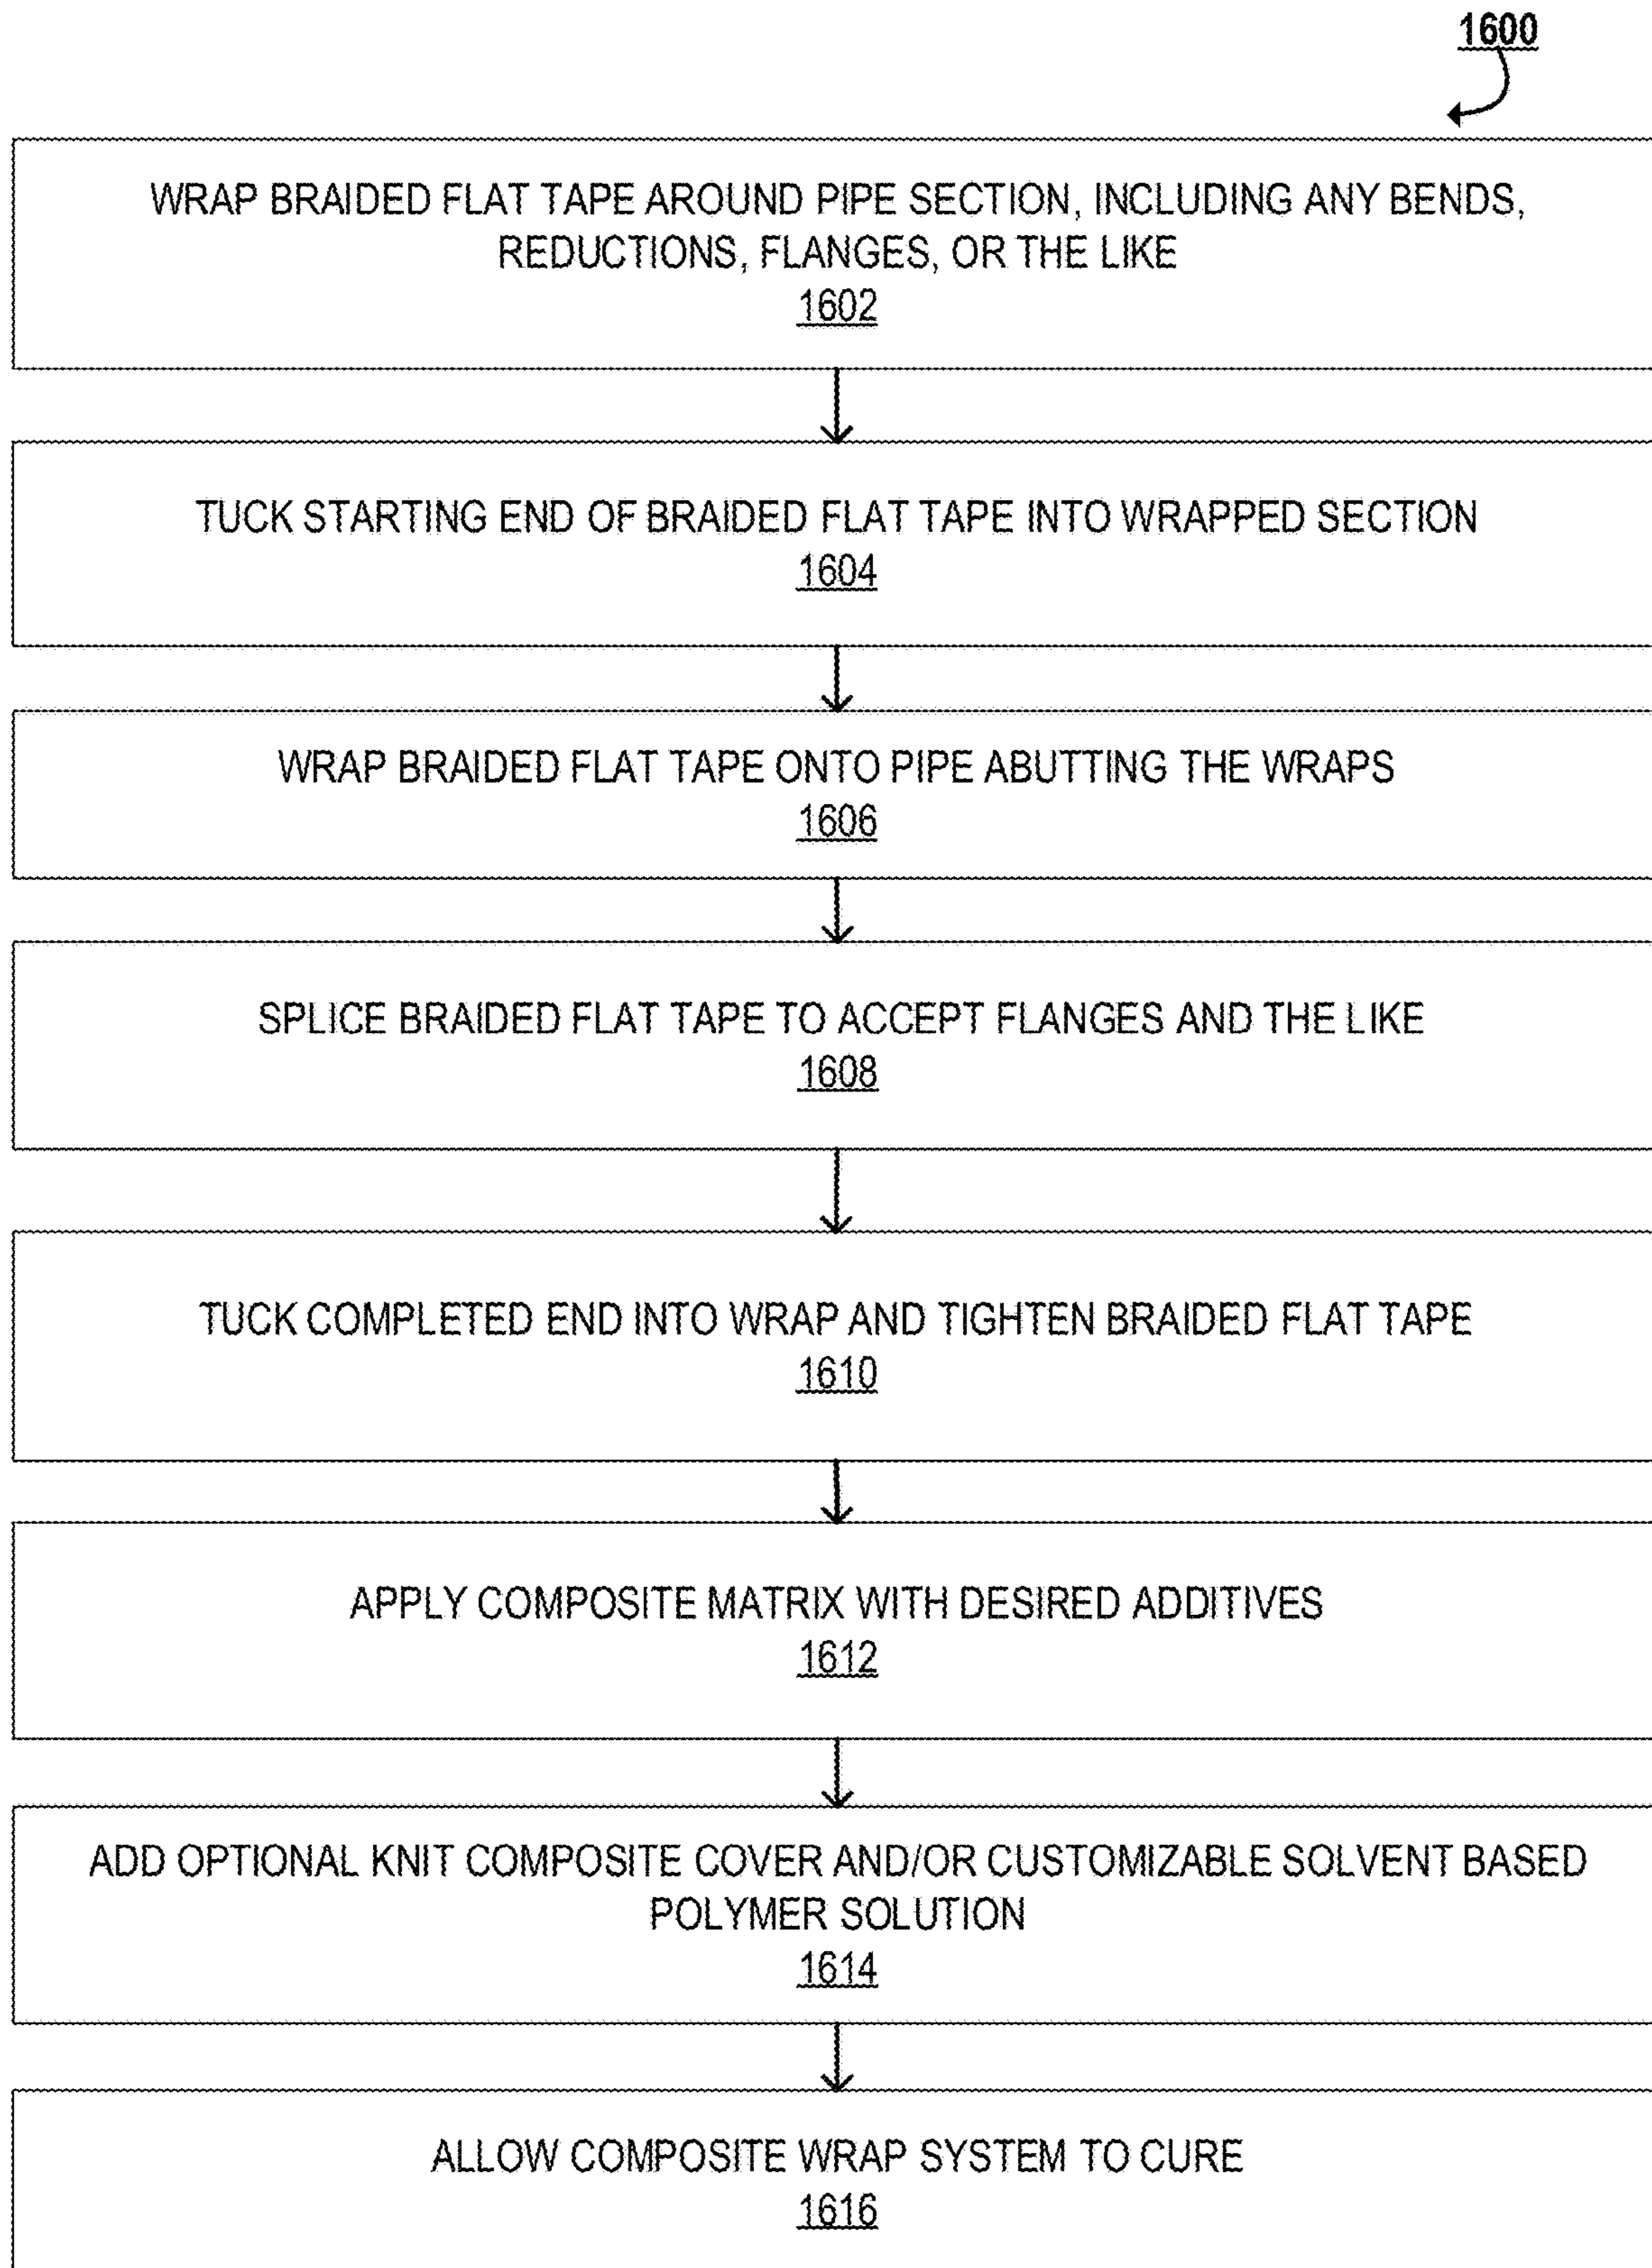 1600
WRAP BRAIDED FLAT TAPE AROUND PIPE SECTION, INCLUDING ANY BENDS,
REDUCTIONS, FLANGES, OR THE LIKE
1602
TUCK STARTING END OF BRAIDED FLAT TAPE INTO WRAPPED SECTION
1604
WRAP BRAIDED FLAT TAPE ONTO PIPE ABUTTING THE WRAPS
1606
SPLICE BRAIDED FLAT TAPE TO ACCEPT FLANGES AND THE LIKE
1608
TUCK COMPLETED END INTO WRAP AND TIGHTEN BRAIDED FLAT TAPE
1610
APPLY COMPOSITE MATRIX WITH DESIRED ADDITIVES
1612
ADD OPTIONAL KNIT COMPOSITE COVER AND/OR CUSTOMIZABLE SOLVENT BASED
POLYMER SOLUTION
1614
ALLOW COMPOSITE WRAP SYSTEM TO CURE
1616